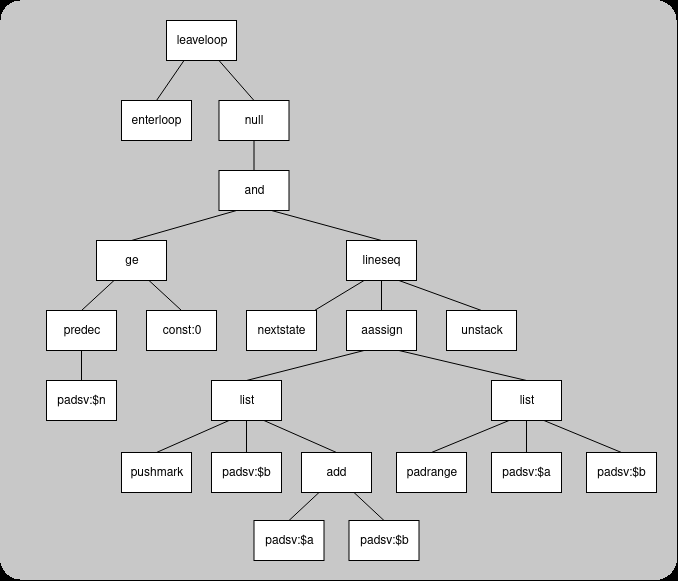 leaveloop
enterloop
null
and
ge
lineseq
predec
const:0
nextstate
aassign
unstack
padsv:$n
list
list
pushmark
padsv:$b
add
padrange
padsv:$a
padsv:$b
padsv:$a
padsv:$b